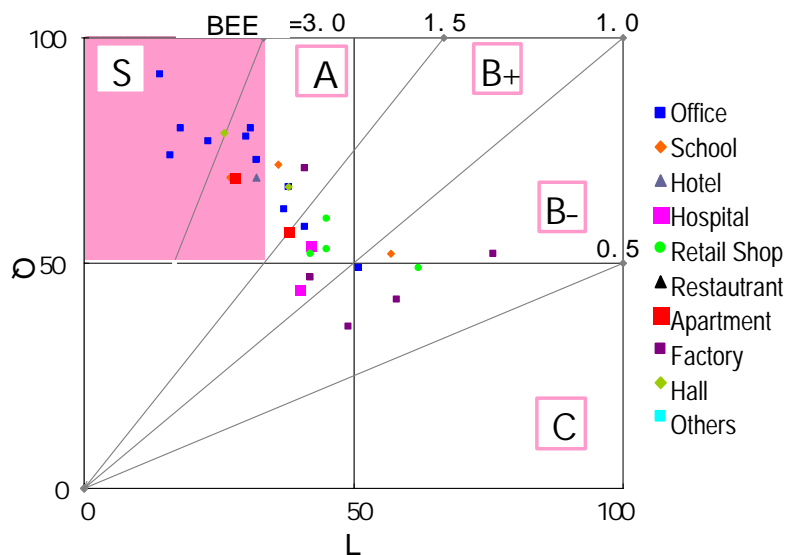 BEE =3.0 1.5 1.0
100
S
A
B+
B-
0.5
50
Q
C
0
0 50 100
L
Office
School
Hotel
Hospital
Retail Shop
Restautrant
Apartment
Factory
Hall
Others